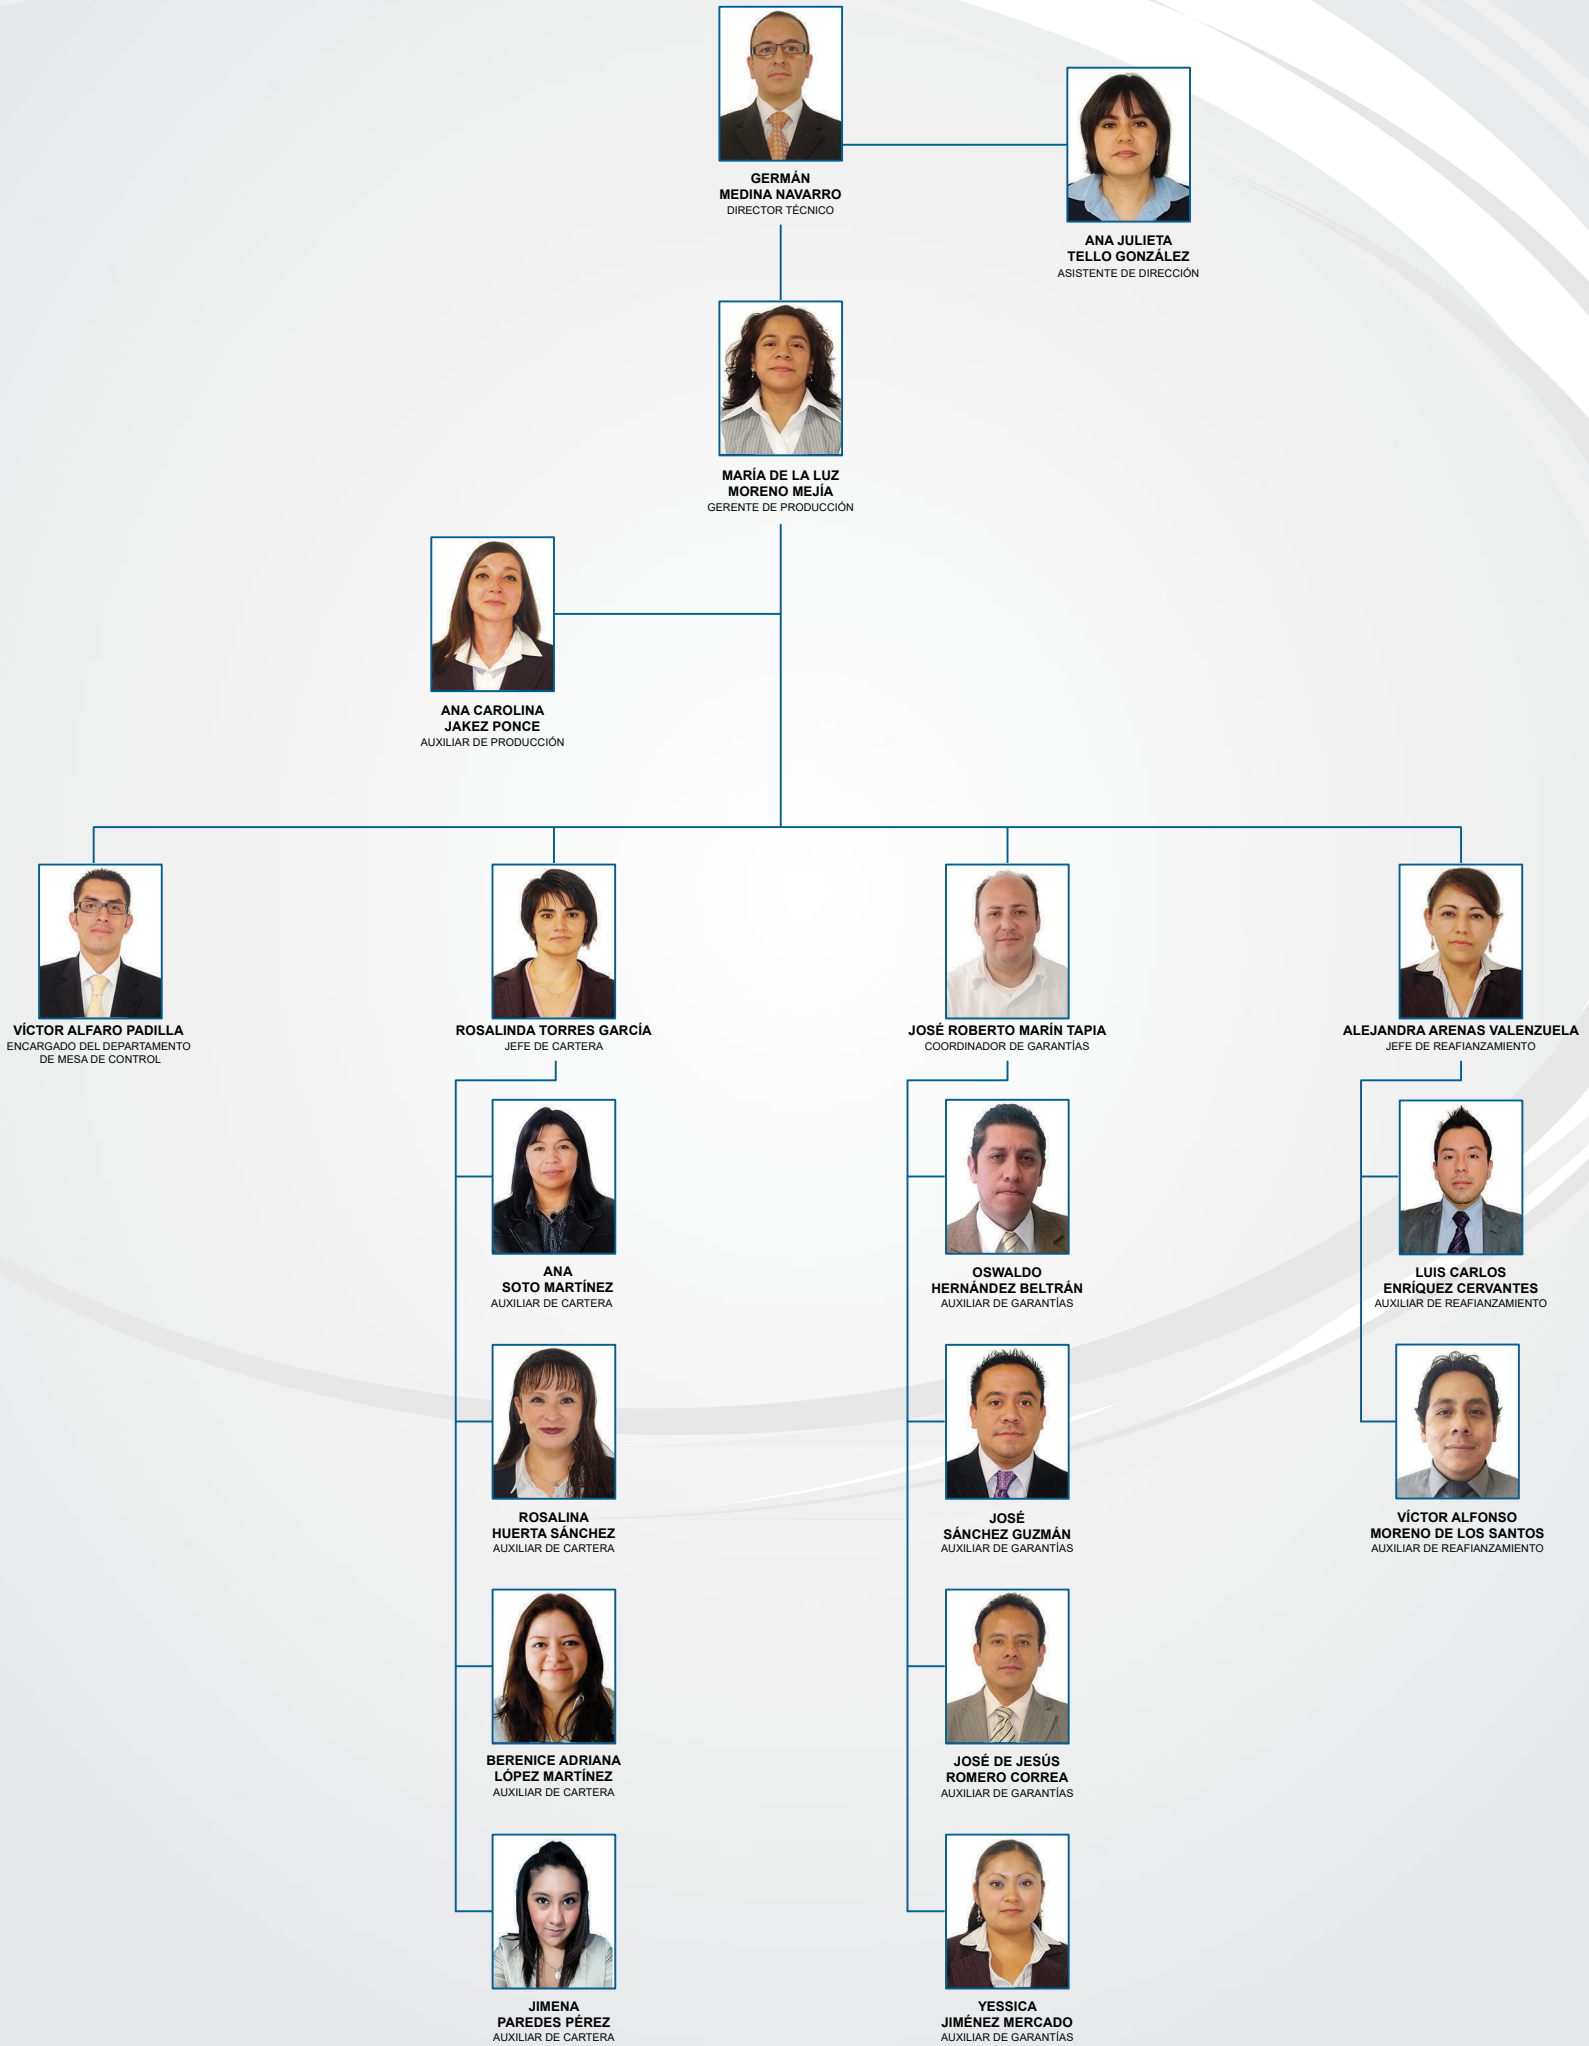 GERMÁN
MEDINA NAVARRO
DIRECTOR TÉCNICO
ANA JULIETA
TELLO GONZÁLEZ
ASISTENTE DE DIRECCIÓN
MARÍA DE LA LUZ
MORENO MEJÍA
GERENTE DE PRODUCCIÓN
ANA CAROLINA
JAKEZ PONCE
AUXILIAR DE PRODUCCIÓN
VÍCTOR ALFARO PADILLA
ENCARGADO DEL DEPARTAMENTO
DE MESA DE CONTROL
ROSALINDA TORRES GARCÍA
JEFE DE CARTERA
JOSÉ ROBERTO MARÍN TAPIA
COORDINADOR DE GARANTÍAS
ALEJANDRA ARENAS VALENZUELA
JEFE DE REAFIANZAMIENTO
ANA
SOTO MARTÍNEZ
AUXILIAR DE CARTERA
OSWALDO
HERNÁNDEZ BELTRÁN
AUXILIAR DE GARANTÍAS
LUIS CARLOS
ENRÍQUEZ CERVANTES
AUXILIAR DE REAFIANZAMIENTO
ROSALINA
HUERTA SÁNCHEZ
AUXILIAR DE CARTERA
JOSÉ
SÁNCHEZ GUZMÁN
AUXILIAR DE GARANTÍAS
VÍCTOR ALFONSO
MORENO DE LOS SANTOS
AUXILIAR DE REAFIANZAMIENTO
BERENICE ADRIANA
LÓPEZ MARTÍNEZ
AUXILIAR DE CARTERA
JOSÉ DE JESÚS
ROMERO CORREA
AUXILIAR DE GARANTÍAS
JIMENA
PAREDES PÉREZ
AUXILIAR DE CARTERA
YESSICA
JIMÉNEZ MERCADO
AUXILIAR DE GARANTÍAS